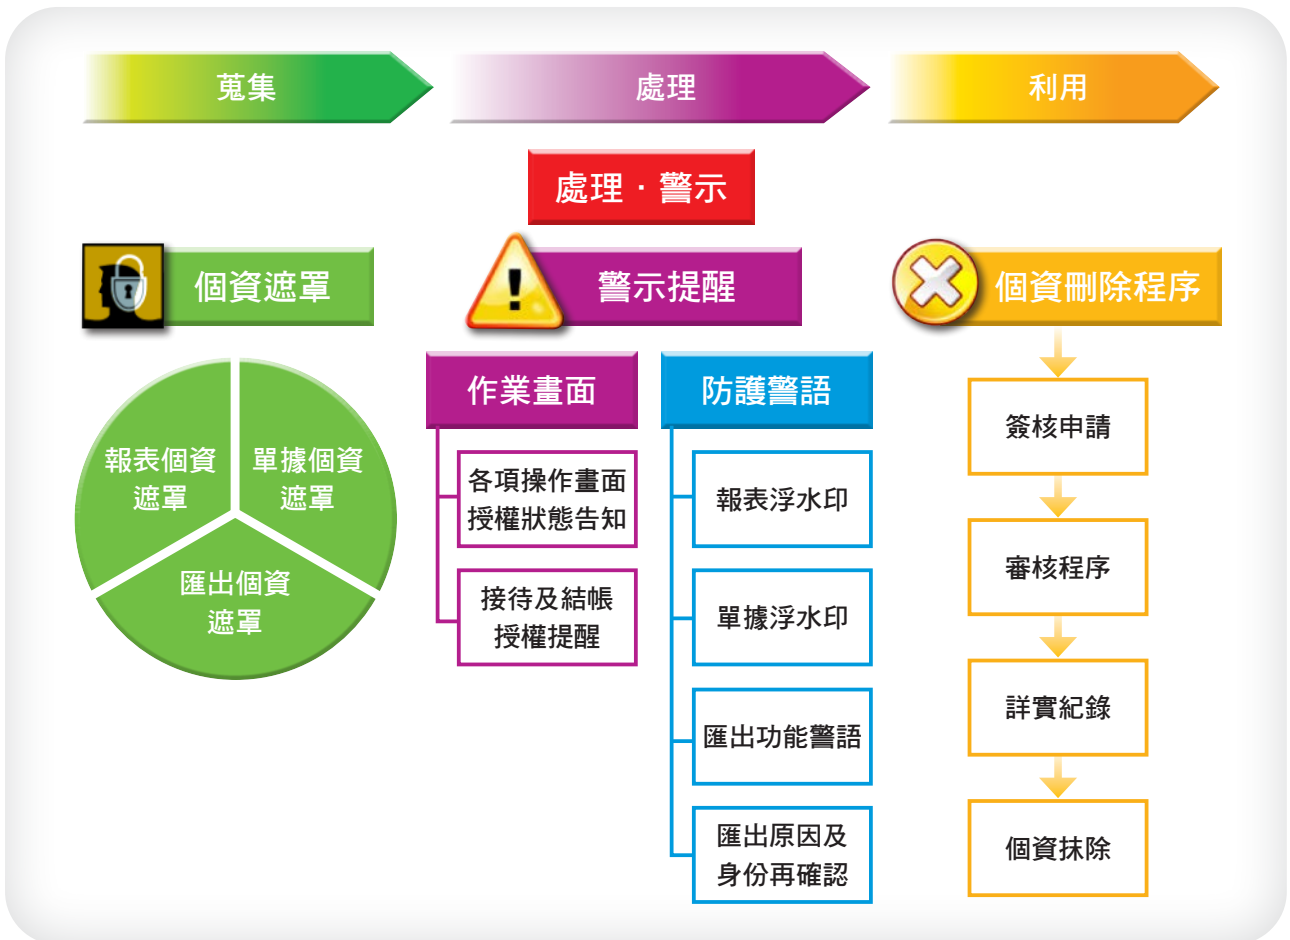 蒐集
處理
利用
處理．警示
個資遮罩
警示提醒
個資刪除程序
報表個資
遮罩
單據個資
遮罩
匯出個資
遮罩
作業畫面
各項操作畫面
授權狀態告知
接待及結帳
授權提醒
防護警語
報表浮水印
單據浮水印
匯出功能警語
匯出原因及
身份再確認
簽核申請
審核程序
詳實紀錄
個資抹除